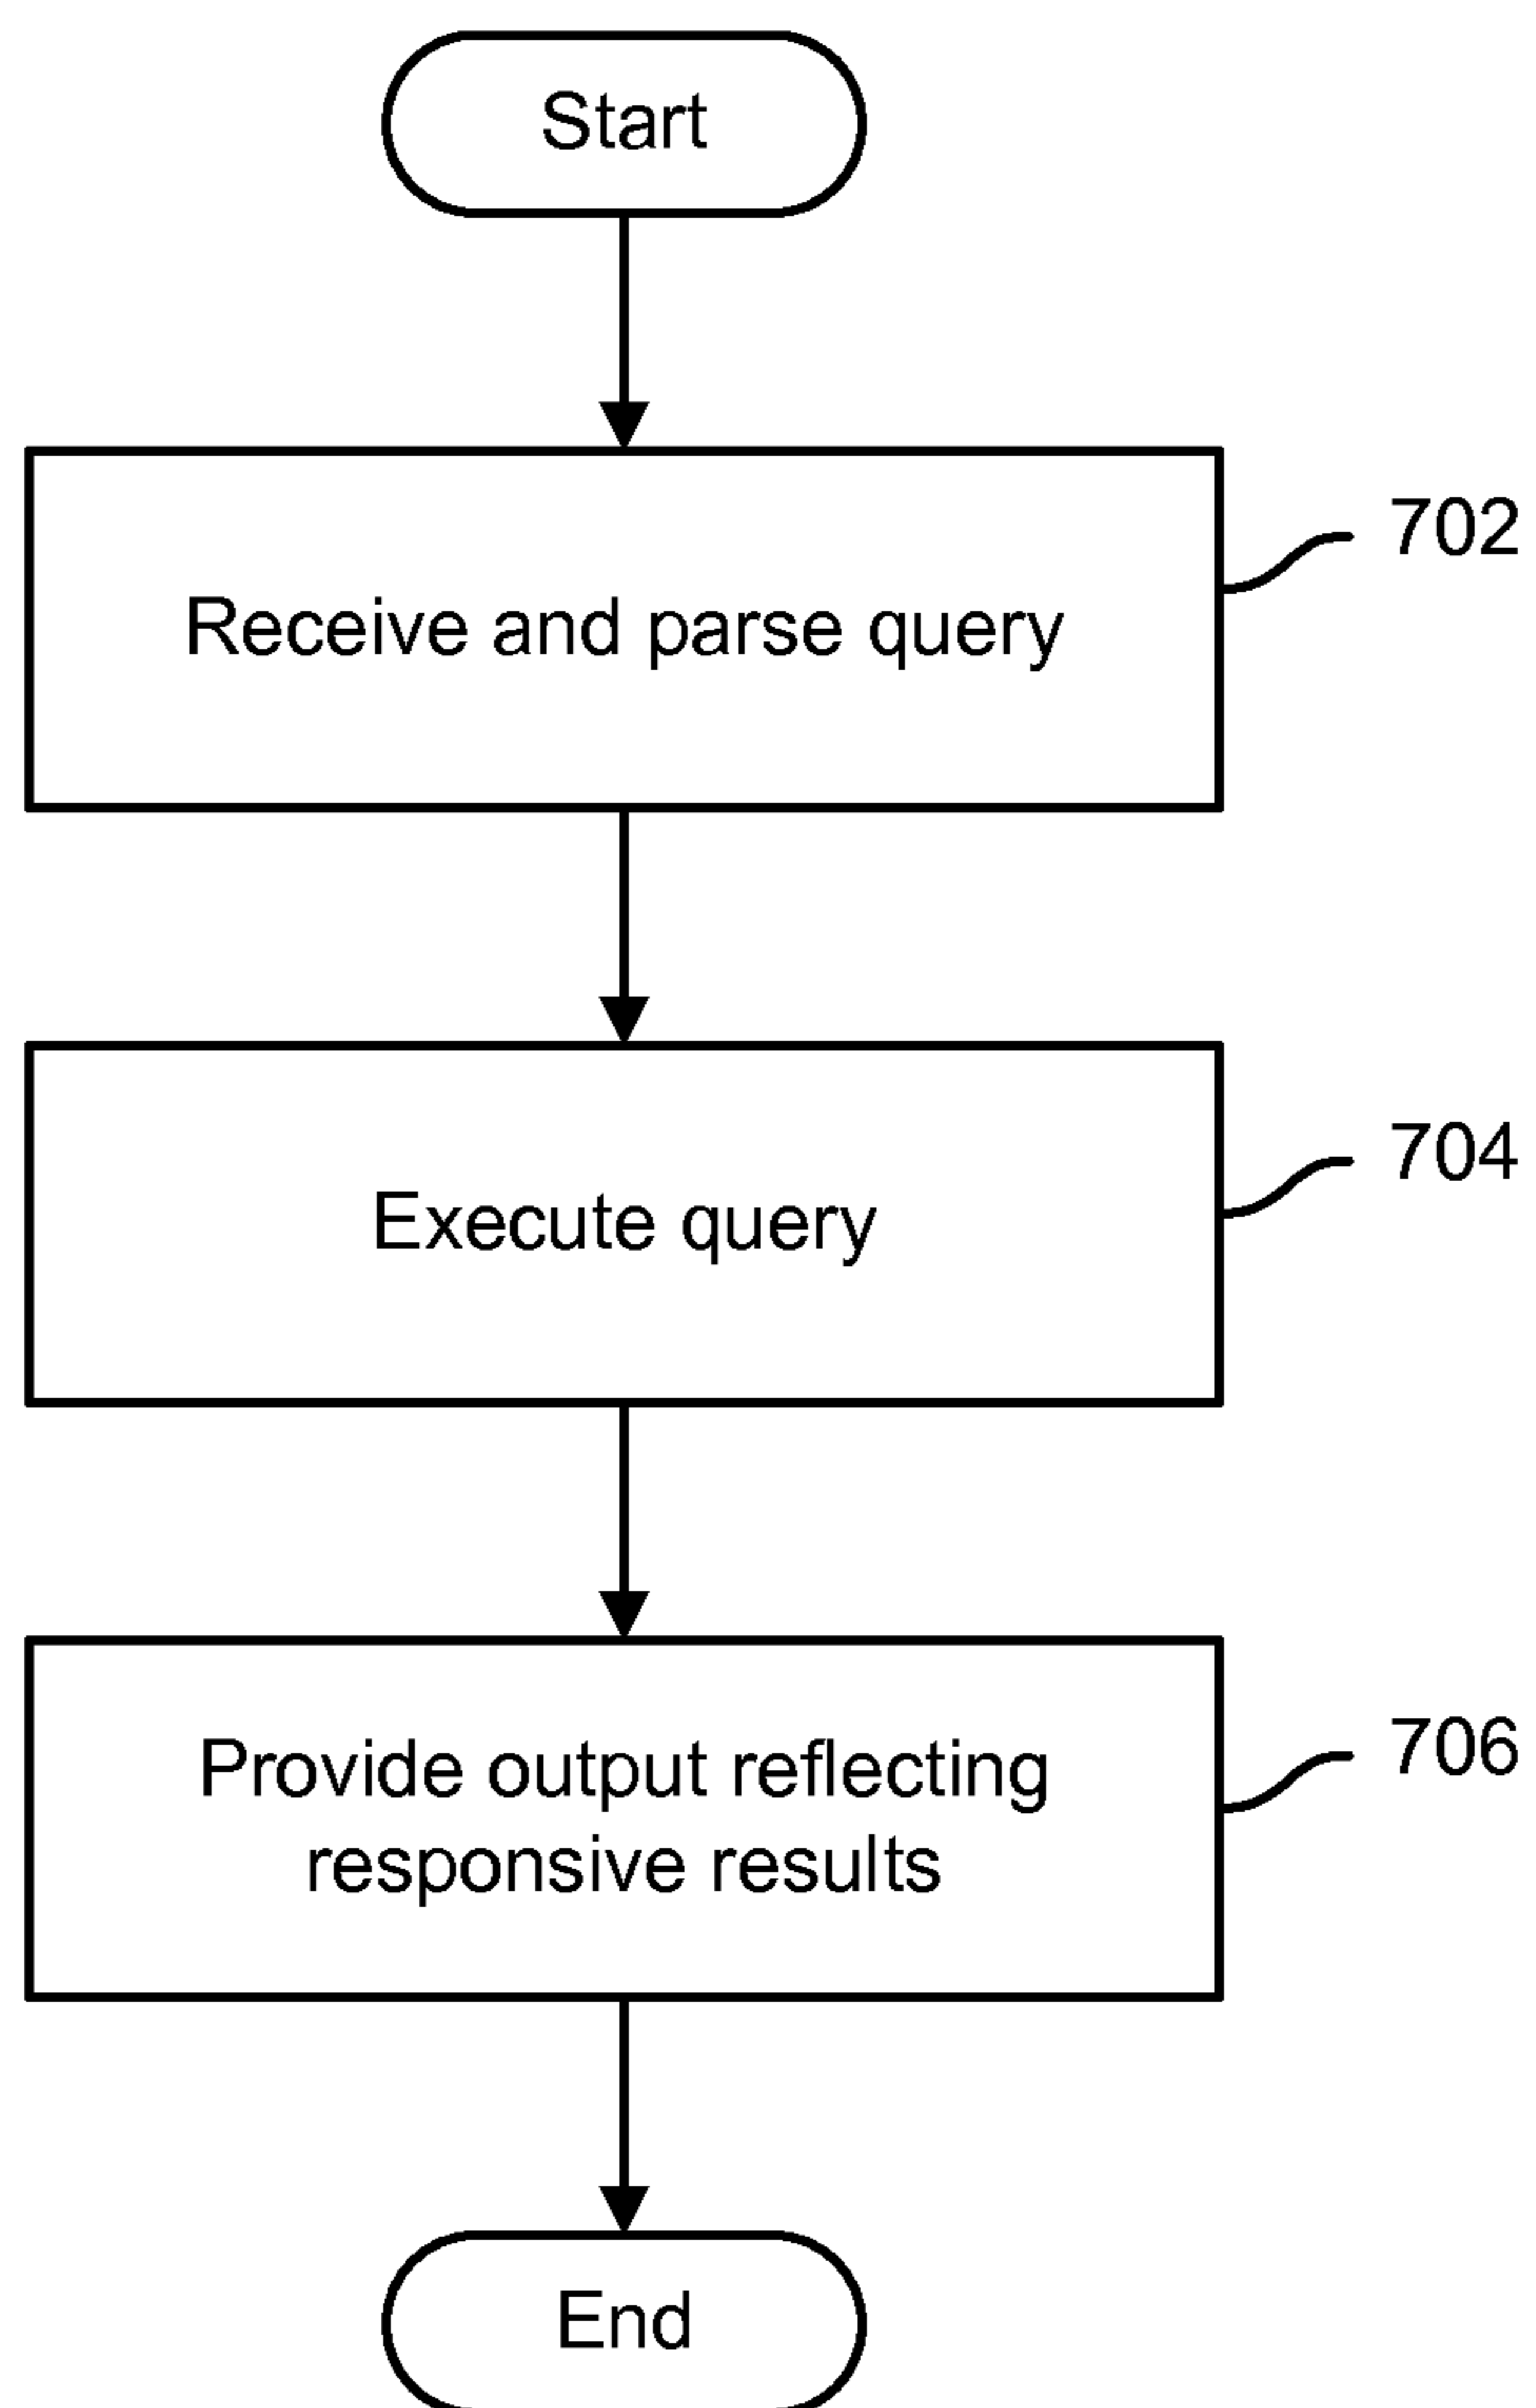 Start
702
Receive and parse query
704
Execute query
706
Provide output reflecting
responsive results
End